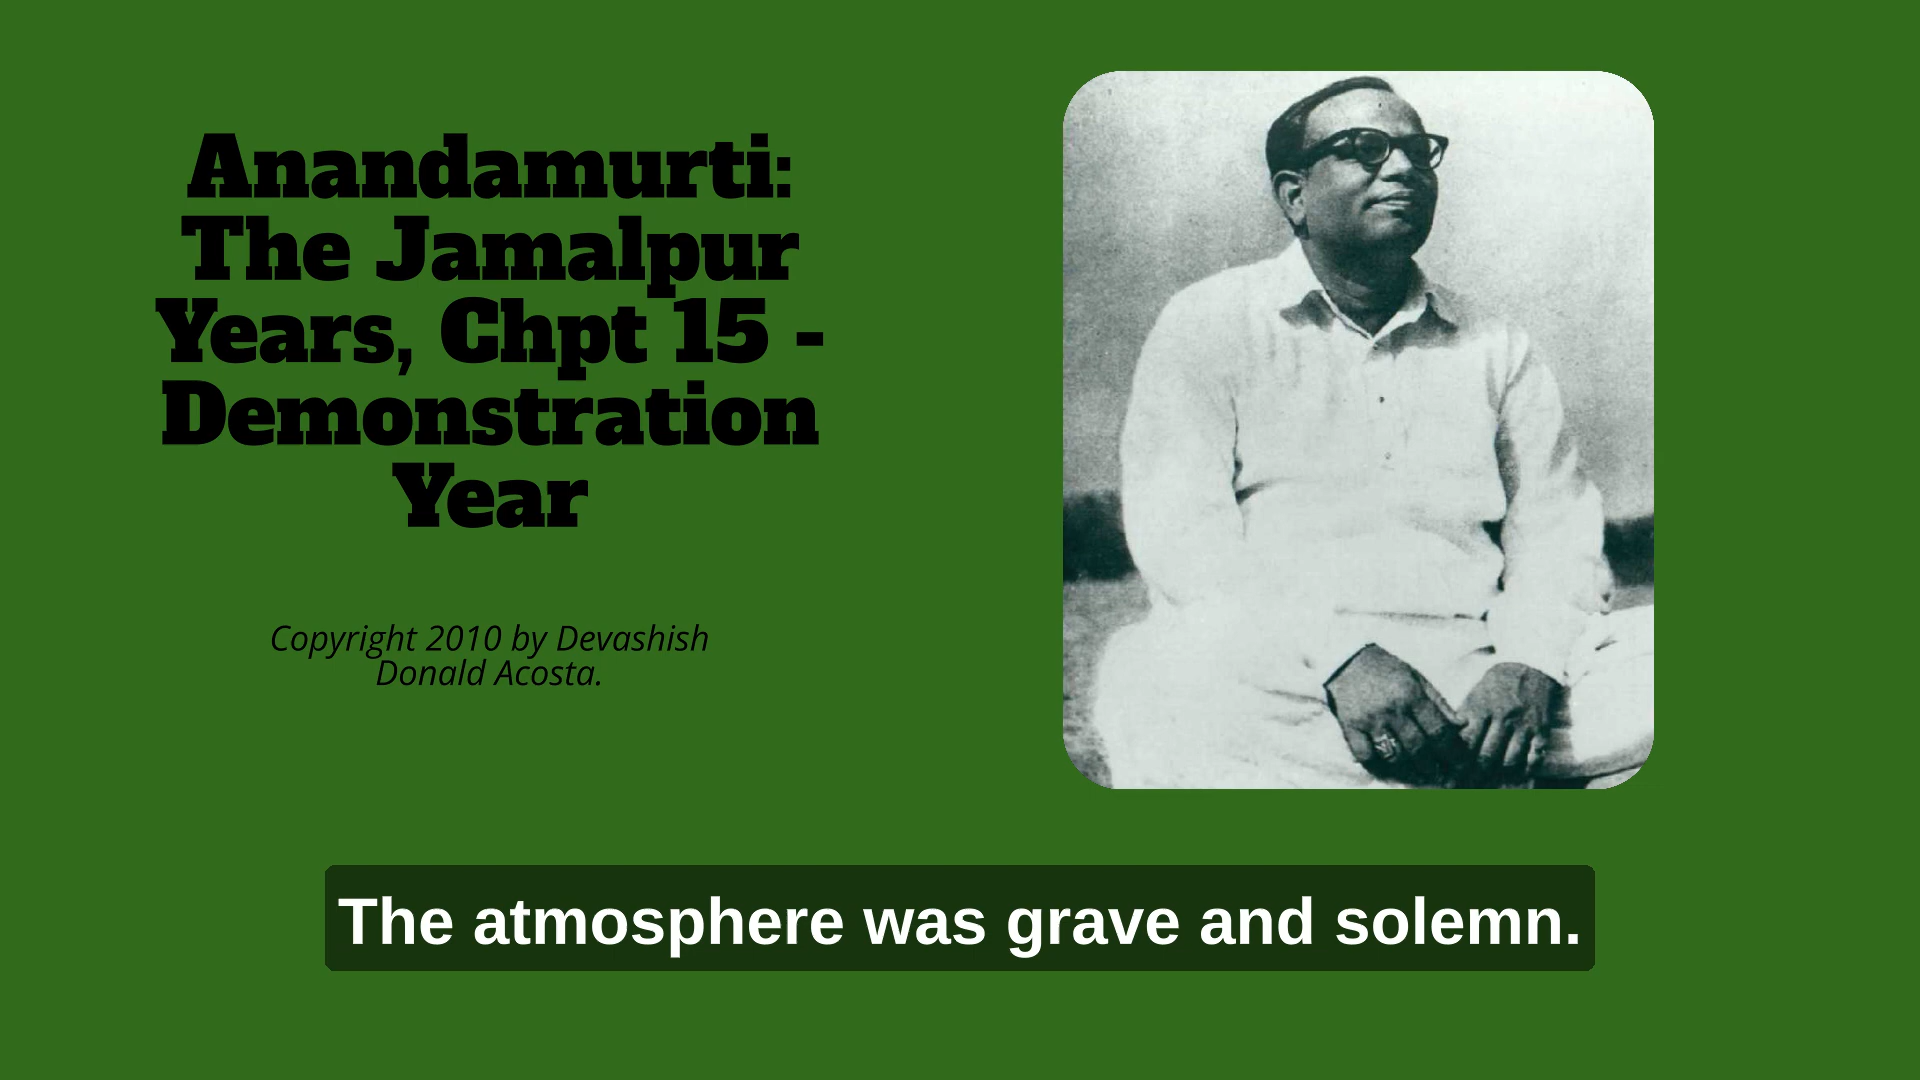 Anandamurti:
The Jamalpur
Years, Chpt 15 -
Demonstration
Year
Copyright 2010 by Devashish
Donald Acosta.
The atmosphere was grave and solemn.